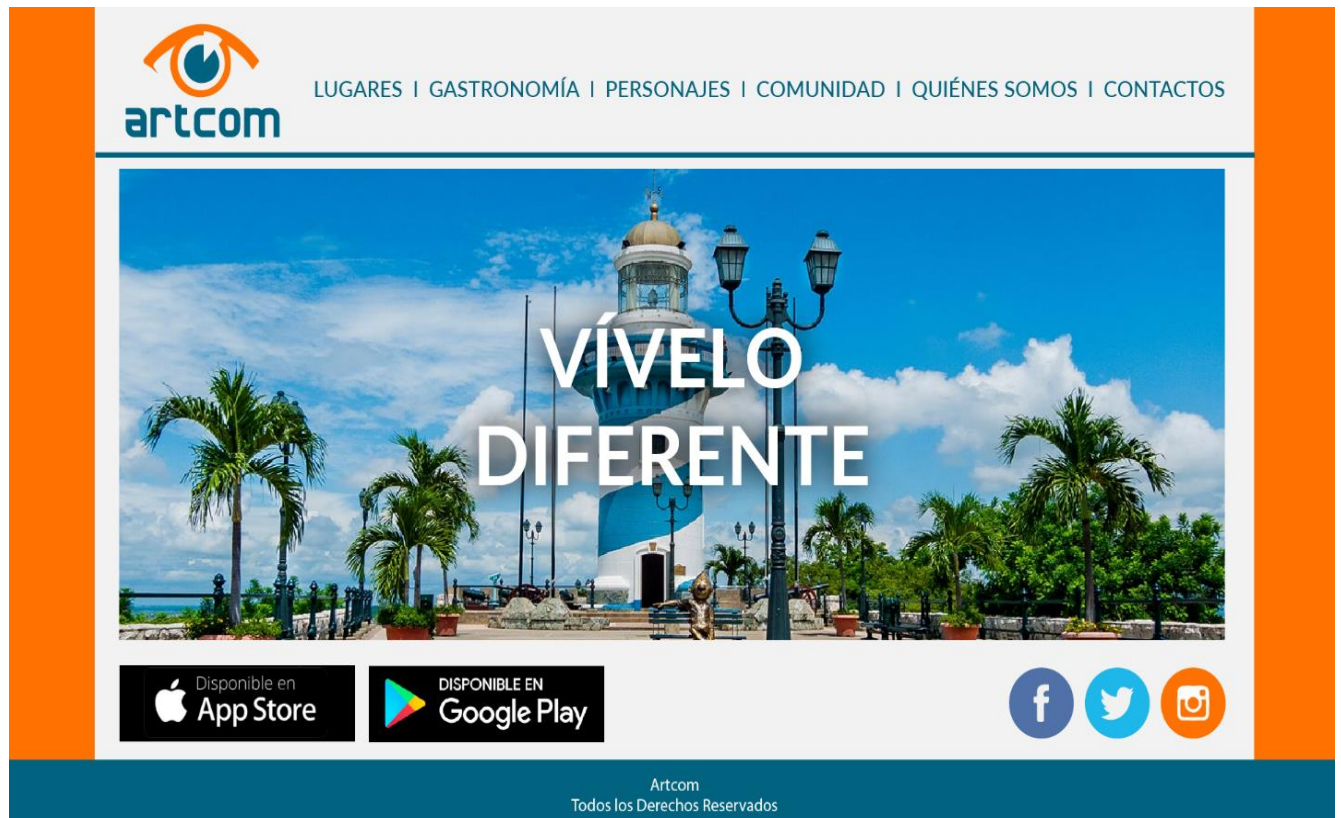 artcom
LUGARES I GASTRONOMÍA I PERSONAJES I COMUNIDAD I QUIÉNES SOMOS I CONTACTOS
VÍVELO
DIFERENTE
Disponible en
App Store
DISPONIBLE EN
Google Play
Artcom
Todos los Derechos Reservados